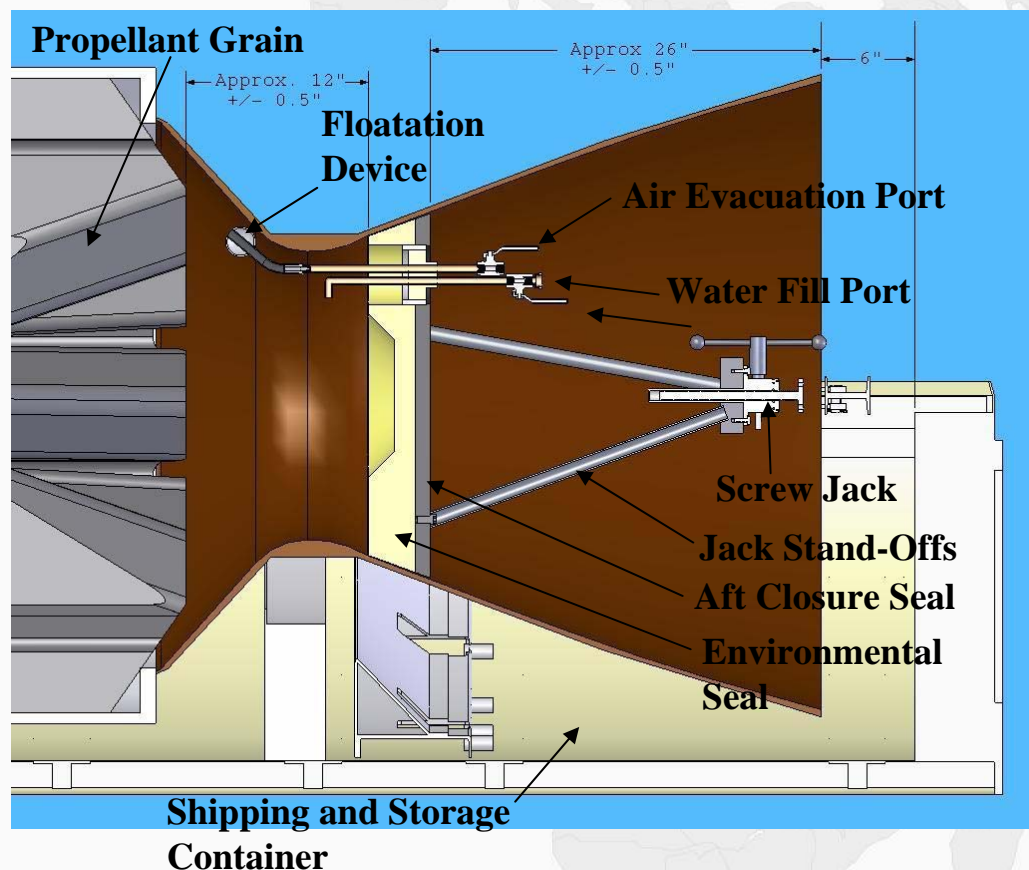 Propellant Grain
Approx. 12"
+/- 0.5"
Approx 26"
+/- 0.5"
6"
Floatation
Device
Air Evacuation Port
Water Fill Port
Screw Jack
Jack Stand-Offs
Aft Closure Seal
Environmental
Seal
Shipping and Storage
Container